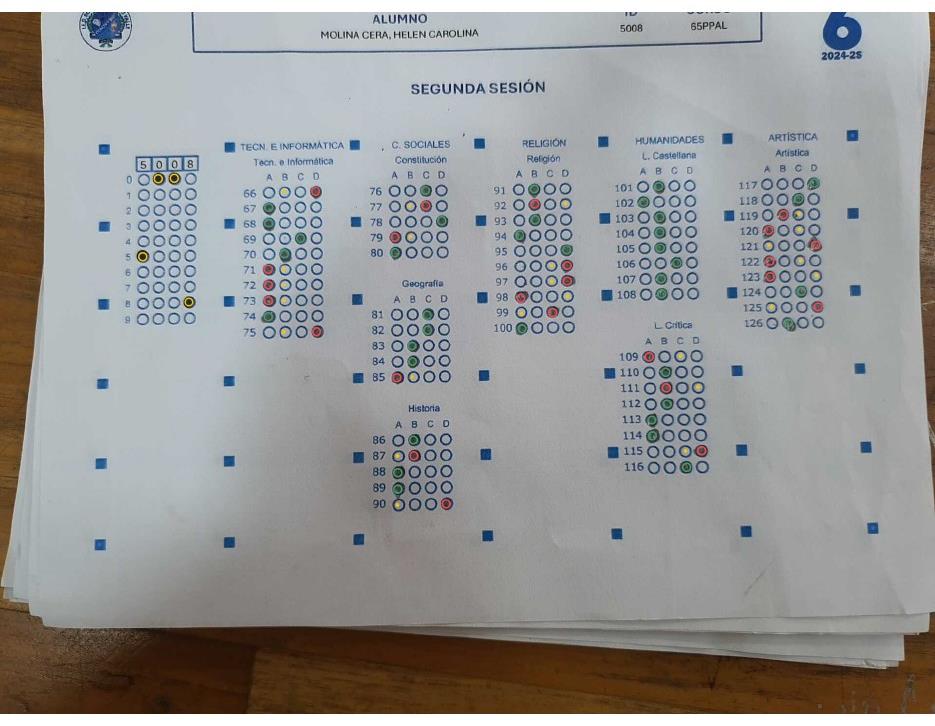 ALUMNO
MOLINA CERA, HELEN CAROLINA
ID
5008
65PPAL
6
2024-25
SEGUNDA SESIÓN
5 0 0 8
0
1
2
3
4
5
6
7
8
9
TECN. E INFORMÁTICA
Tecn. e Informática
A B C D
66
67
68
69
70
71
72
73
74
75
C. SOCIALES
Constitución
A B C D
76
77
78
79
80
Geografía
A B C D
81
82
83
84
85
Historia
A B C D
86
87
88
89
90
RELIGIÓN
Religión
A B C D
91
92
93
94
95
96
97
98
99
100
HUMANIDADES
L. Castellana
A B C D
101
102
103
104
105
106
107
108
L. Crítica
A B C D
109
110
111
112
113
114
115
116
ARTÍSTICA
Artística
A B C D
117
118
119
120
121
122
123
124
125
126